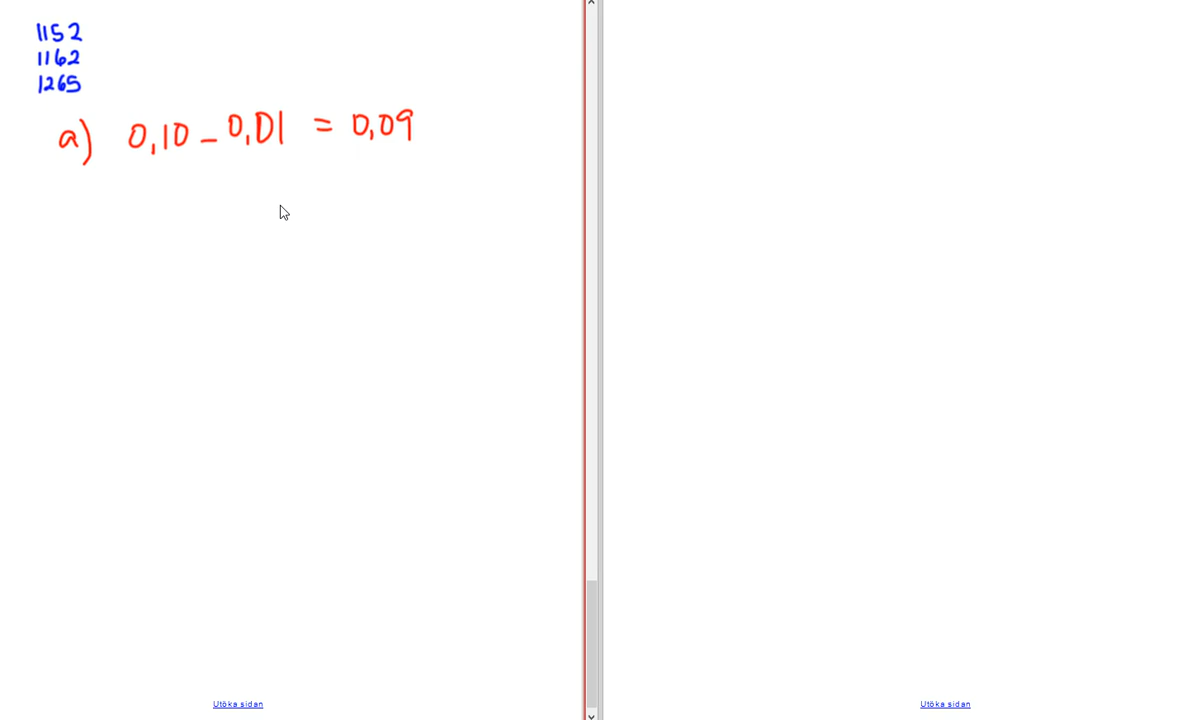 1152
1162
1265
a) 0,10 - 0,01 = 0,09
Utöka sidan
Utöka sidan